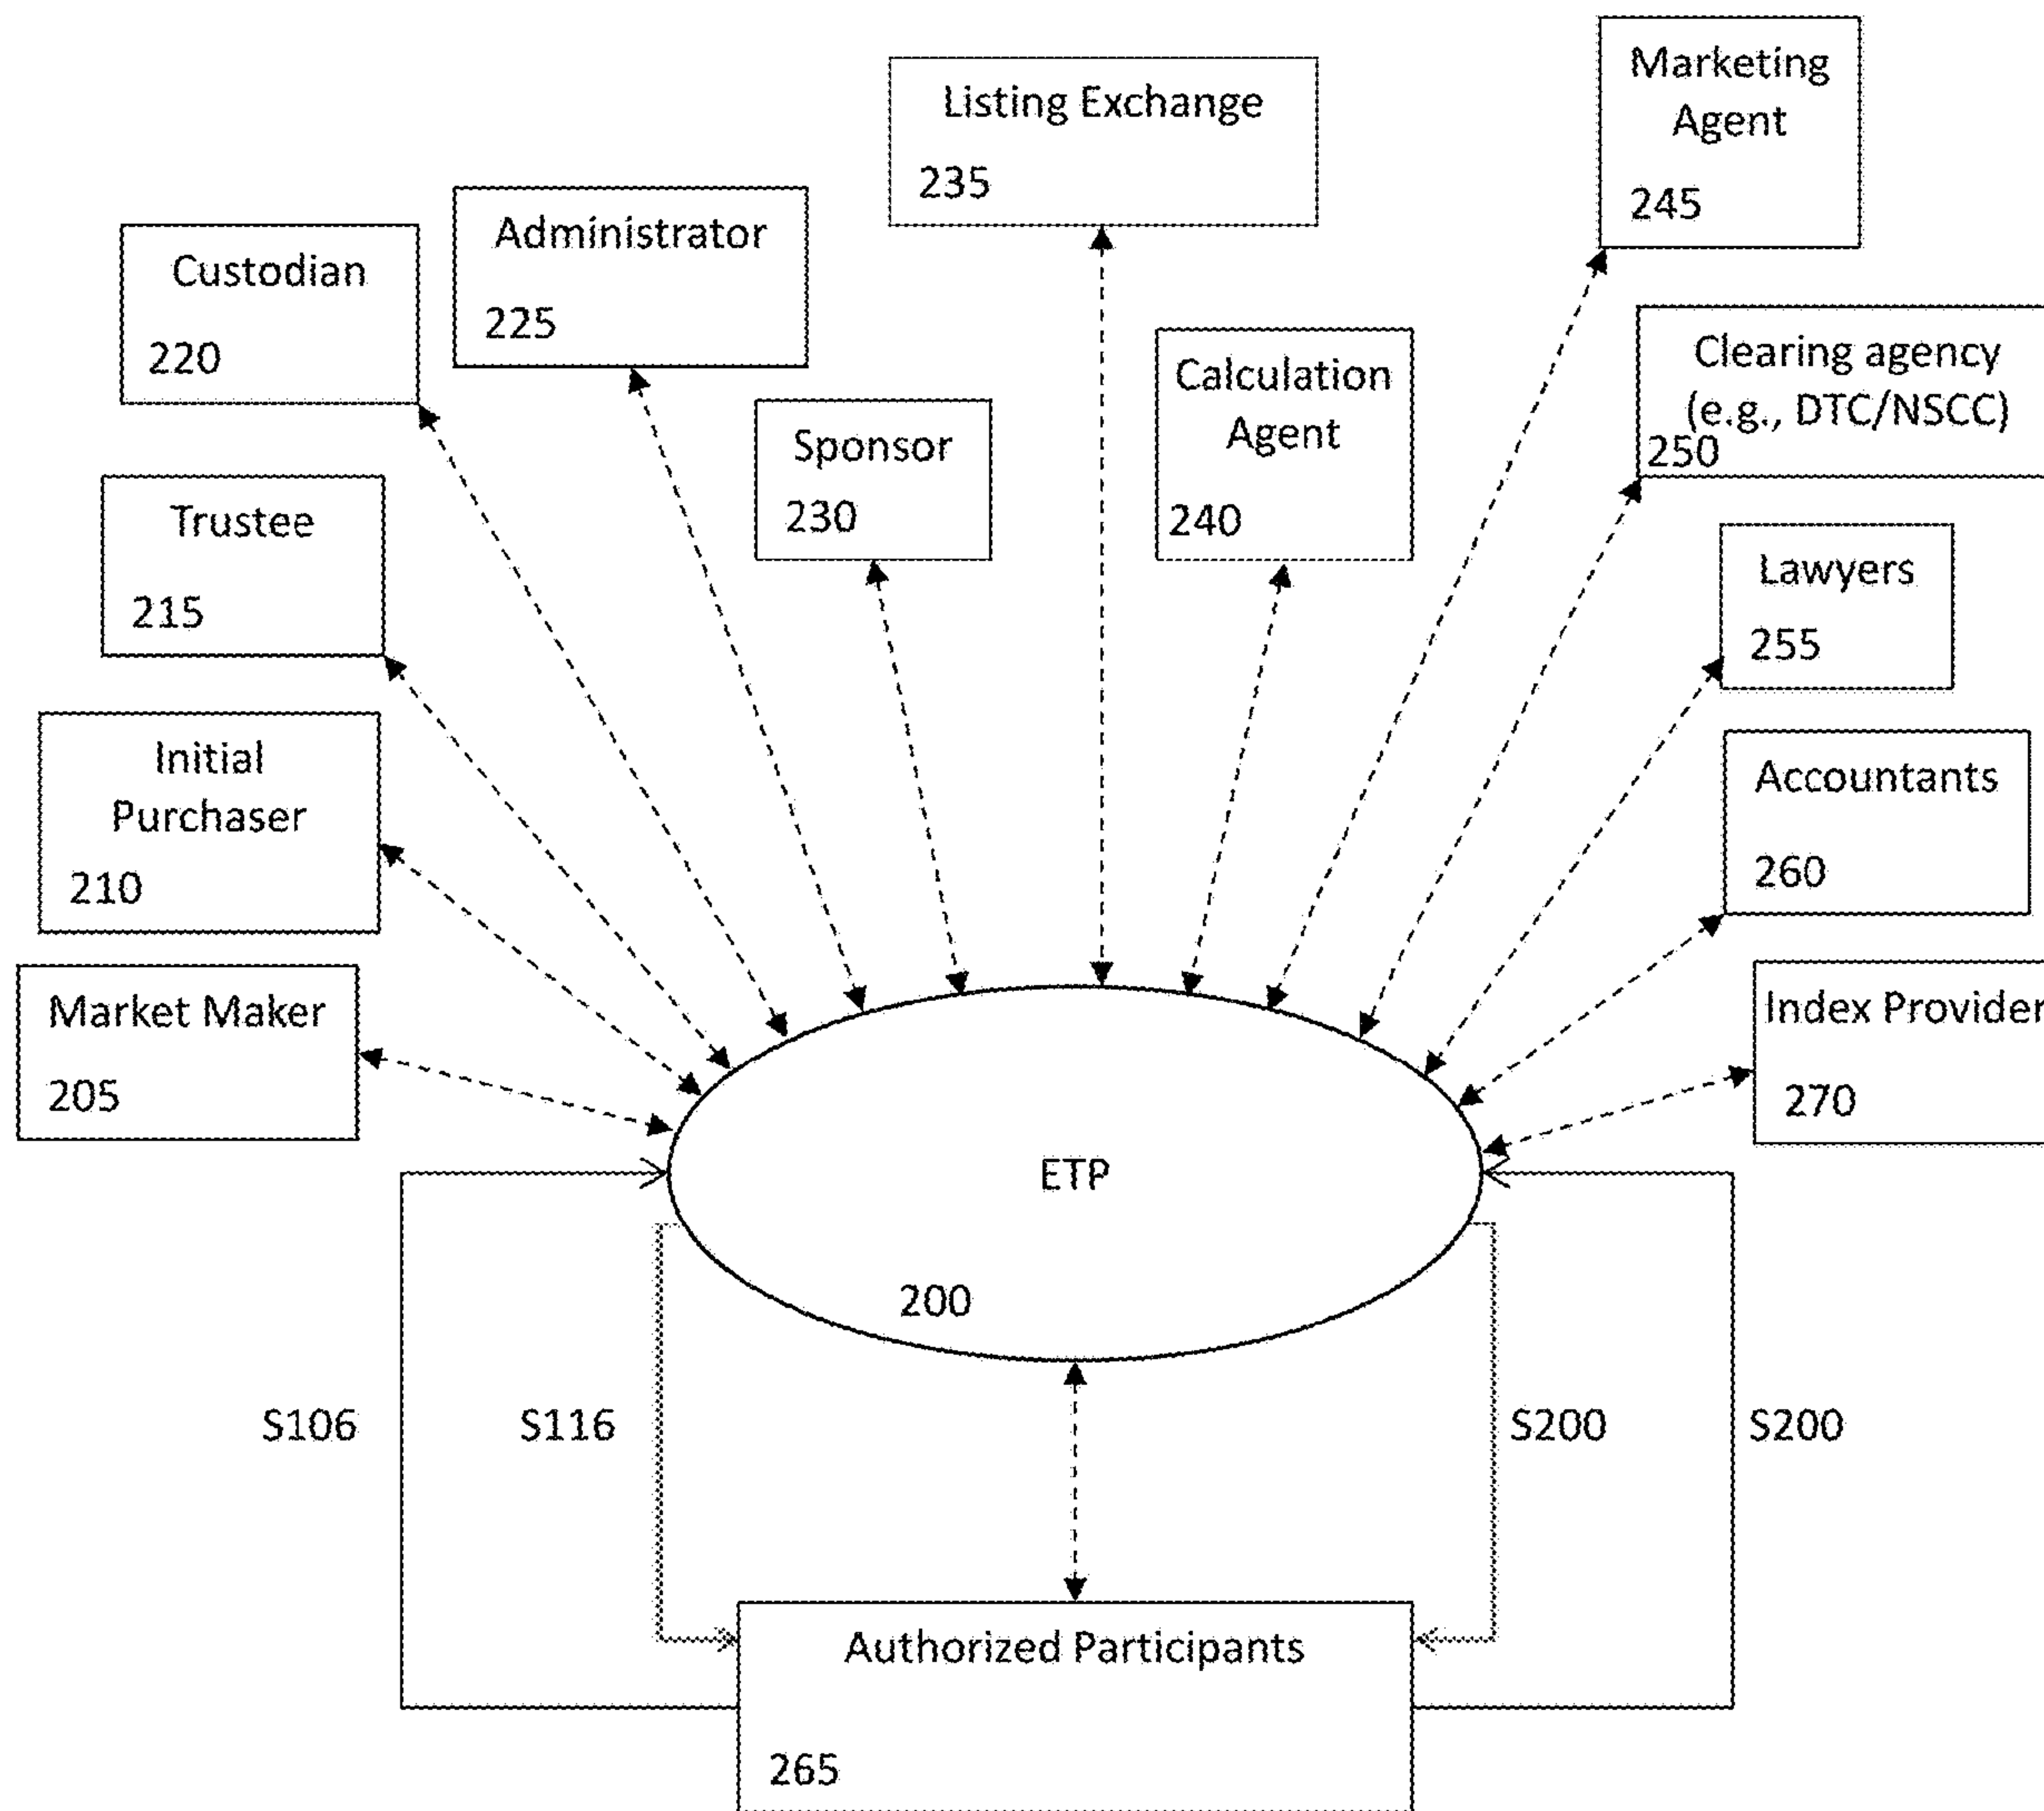 Marketing
Agent
245
Listing Exchange
235
Administrator
225
Custodian
220
Calculation
Agent
240
Clearing agency
(e.g., DTC/NSCC)
250
Sponsor
230
Trustee
215
Lawyers
255
Initial
Purchaser
210
Accountants
260
Market Maker
205
Index Provider
270
ETP
200
S106
S116
S200
S200
Authorized Participants
265